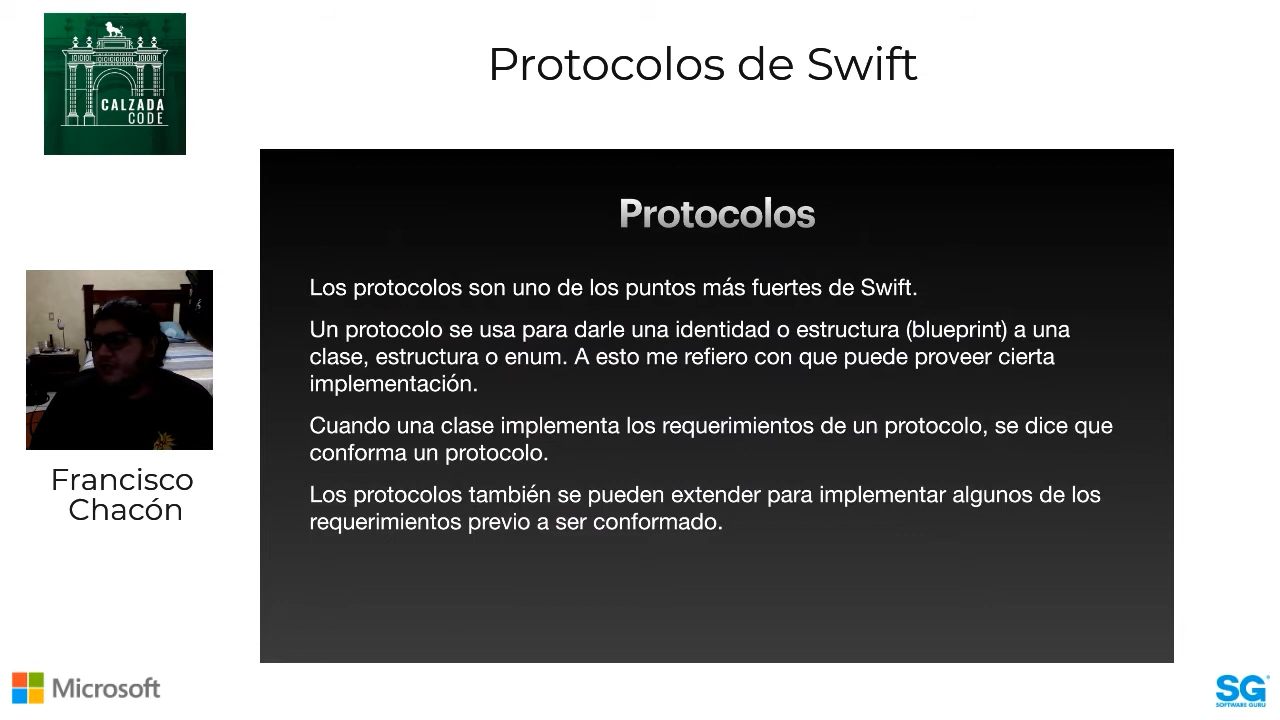 CALZADA
CODE
Protocolos de Swift
Protocolos
Los protocolos son uno de los puntos más fuertes de Swift.
Un protocolo se usa para darle una identidad o estructura (blueprint) a una
clase, estructura o enum. A esto me refiero con que puede proveer cierta
implementación.
Cuando una clase implementa los requerimientos de un protocolo, se dice que
conforma un protocolo.
Los protocolos también se pueden extender para implementar algunos de los
requerimientos previo a ser conformado.
Francisco
Chacón
Microsoft
SG
SOFTWARE GURU